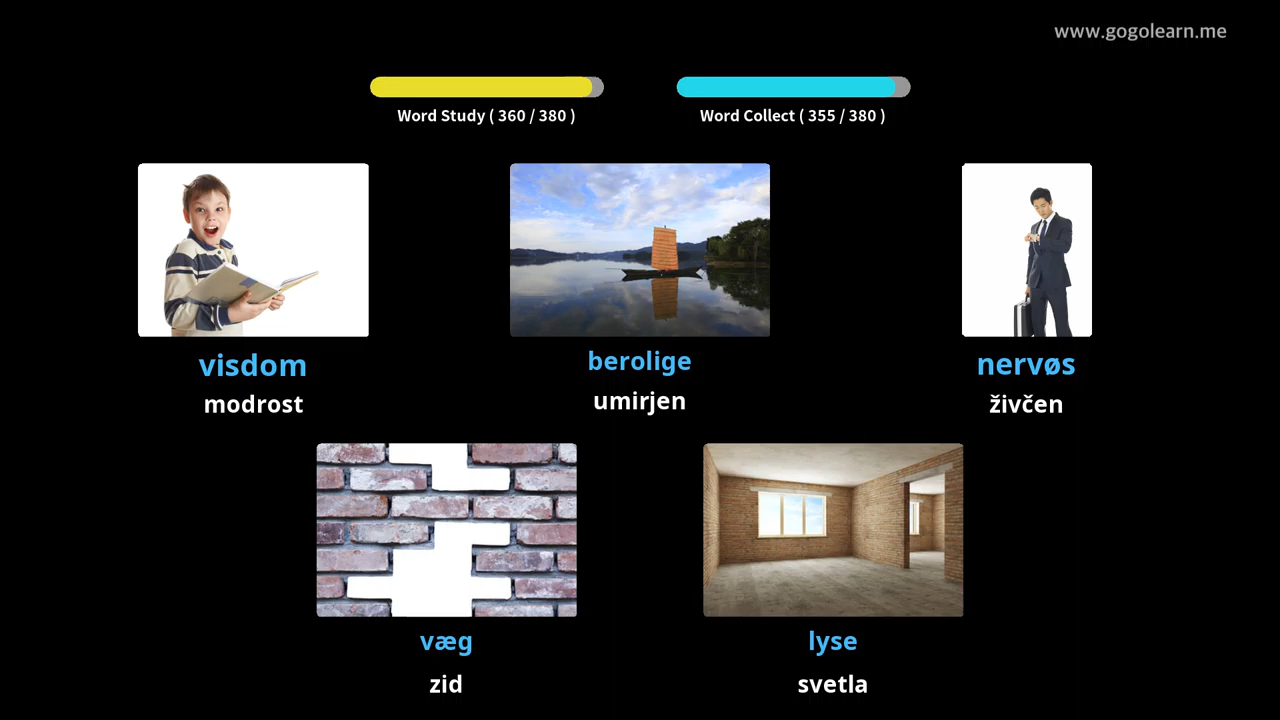 www.gogolearn.me
Word Study ( 360 / 380 )
Word Collect ( 355 / 380 )
visdom
modrost
berolige
umirjen
nervøs
živčen
væg
zid
lyse
svetla